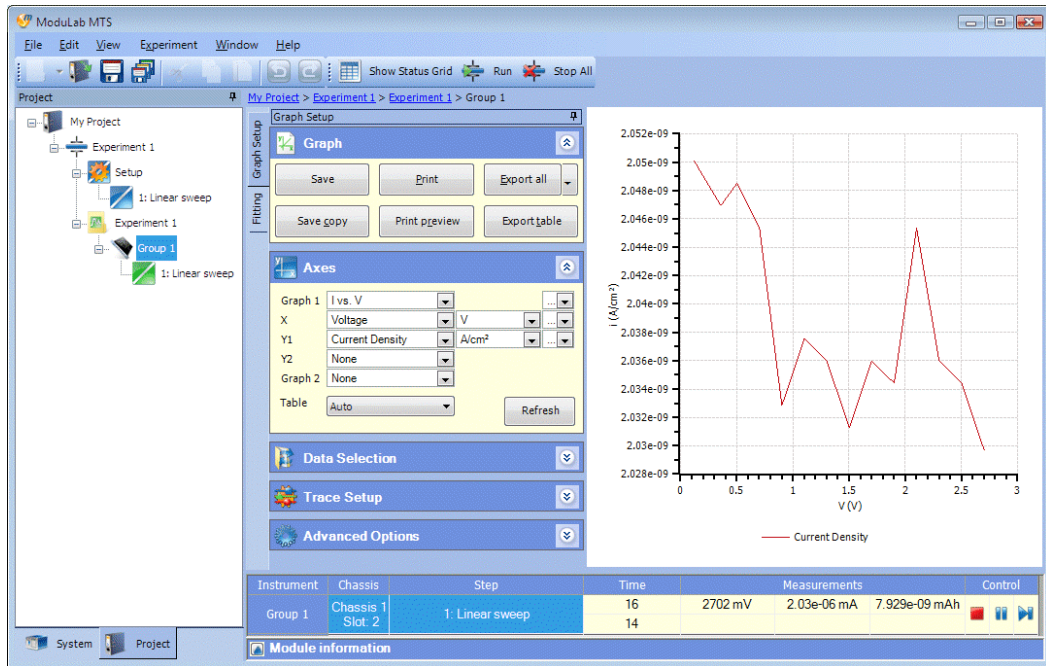 ModuLab MTS
File Edit View Experiment Window Help
Show Status Grid Run Stop All
Project
My Project
Experiment 1
Setup
1: Linear sweep
Experiment 1
Group 1
1: Linear sweep
System Project
My Project > Experiment 1 > Experiment 1 > Group 1
Graph Setup
Fitting
Graph Setup
Graph
Save Print Export all
Save copy Print preview Export table
Axes
Graph 1 I vs. V ...
X Voltage V ...
Y1 Current Density A/cm² ...
Y2 None
Graph 2 None
Table Auto Refresh
Data Selection
Trace Setup
Advanced Options
2.052e-09
2.05e-09
2.048e-09
2.046e-09
2.044e-09
2.042e-09
2.04e-09
2.038e-09
2.036e-09
2.034e-09
2.032e-09
2.03e-09
2.028e-09
i (A/cm²)
0 0.5 1 1.5 2 2.5 3
V (V)
Current Density
Instrument Chassis Step Time Measurements Control
Group 1 Chassis 1 Slot: 2 1: Linear sweep 16 2702 mV 2.03e-06 mA 7.929e-09 mAh
14
Module information